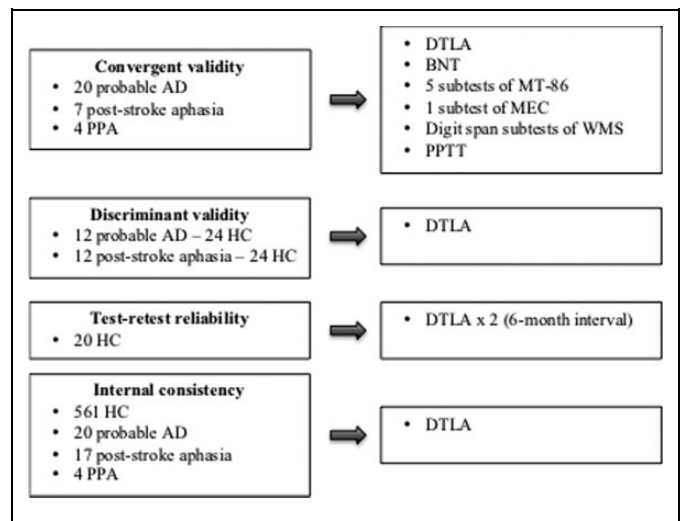 Convergent validity
• 20 probable AD
• 7 post-stroke aphasia
• 4 PPA
• DTLA
• BNT
• 5 subtests of MT-86
• 1 subtest of MEC
• Digit span subtests of WMS
• PPTT
Discriminant validity
• 12 probable AD – 24 HC
• 12 post-stroke aphasia – 24 HC
• DTLA
Test-retest reliability
• 20 HC
• DTLA x 2 (6-month interval)
Internal consistency
• 561 HC
• 20 probable AD
• 17 post-stroke aphasia
• 4 PPA
• DTLA